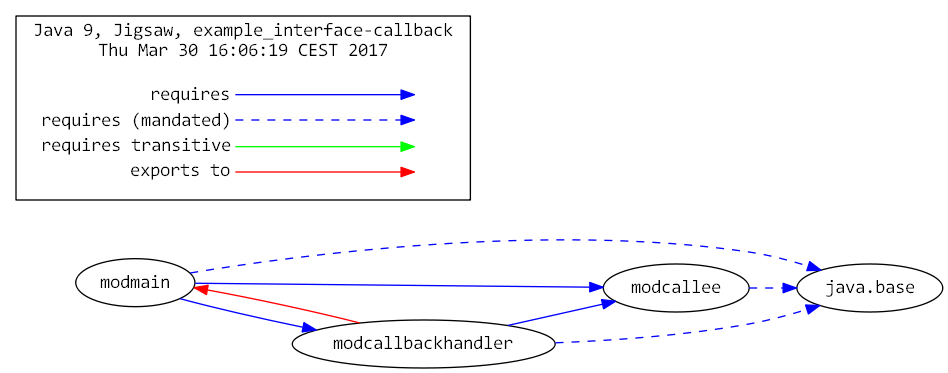 Java 9, Jigsaw, example_interface-callback
Thu Mar 30 16:06:19 CEST 2017
requires
requires (mandated)
requires transitive
exports to
modmain
modcallee
java.base
modcallbackhandler